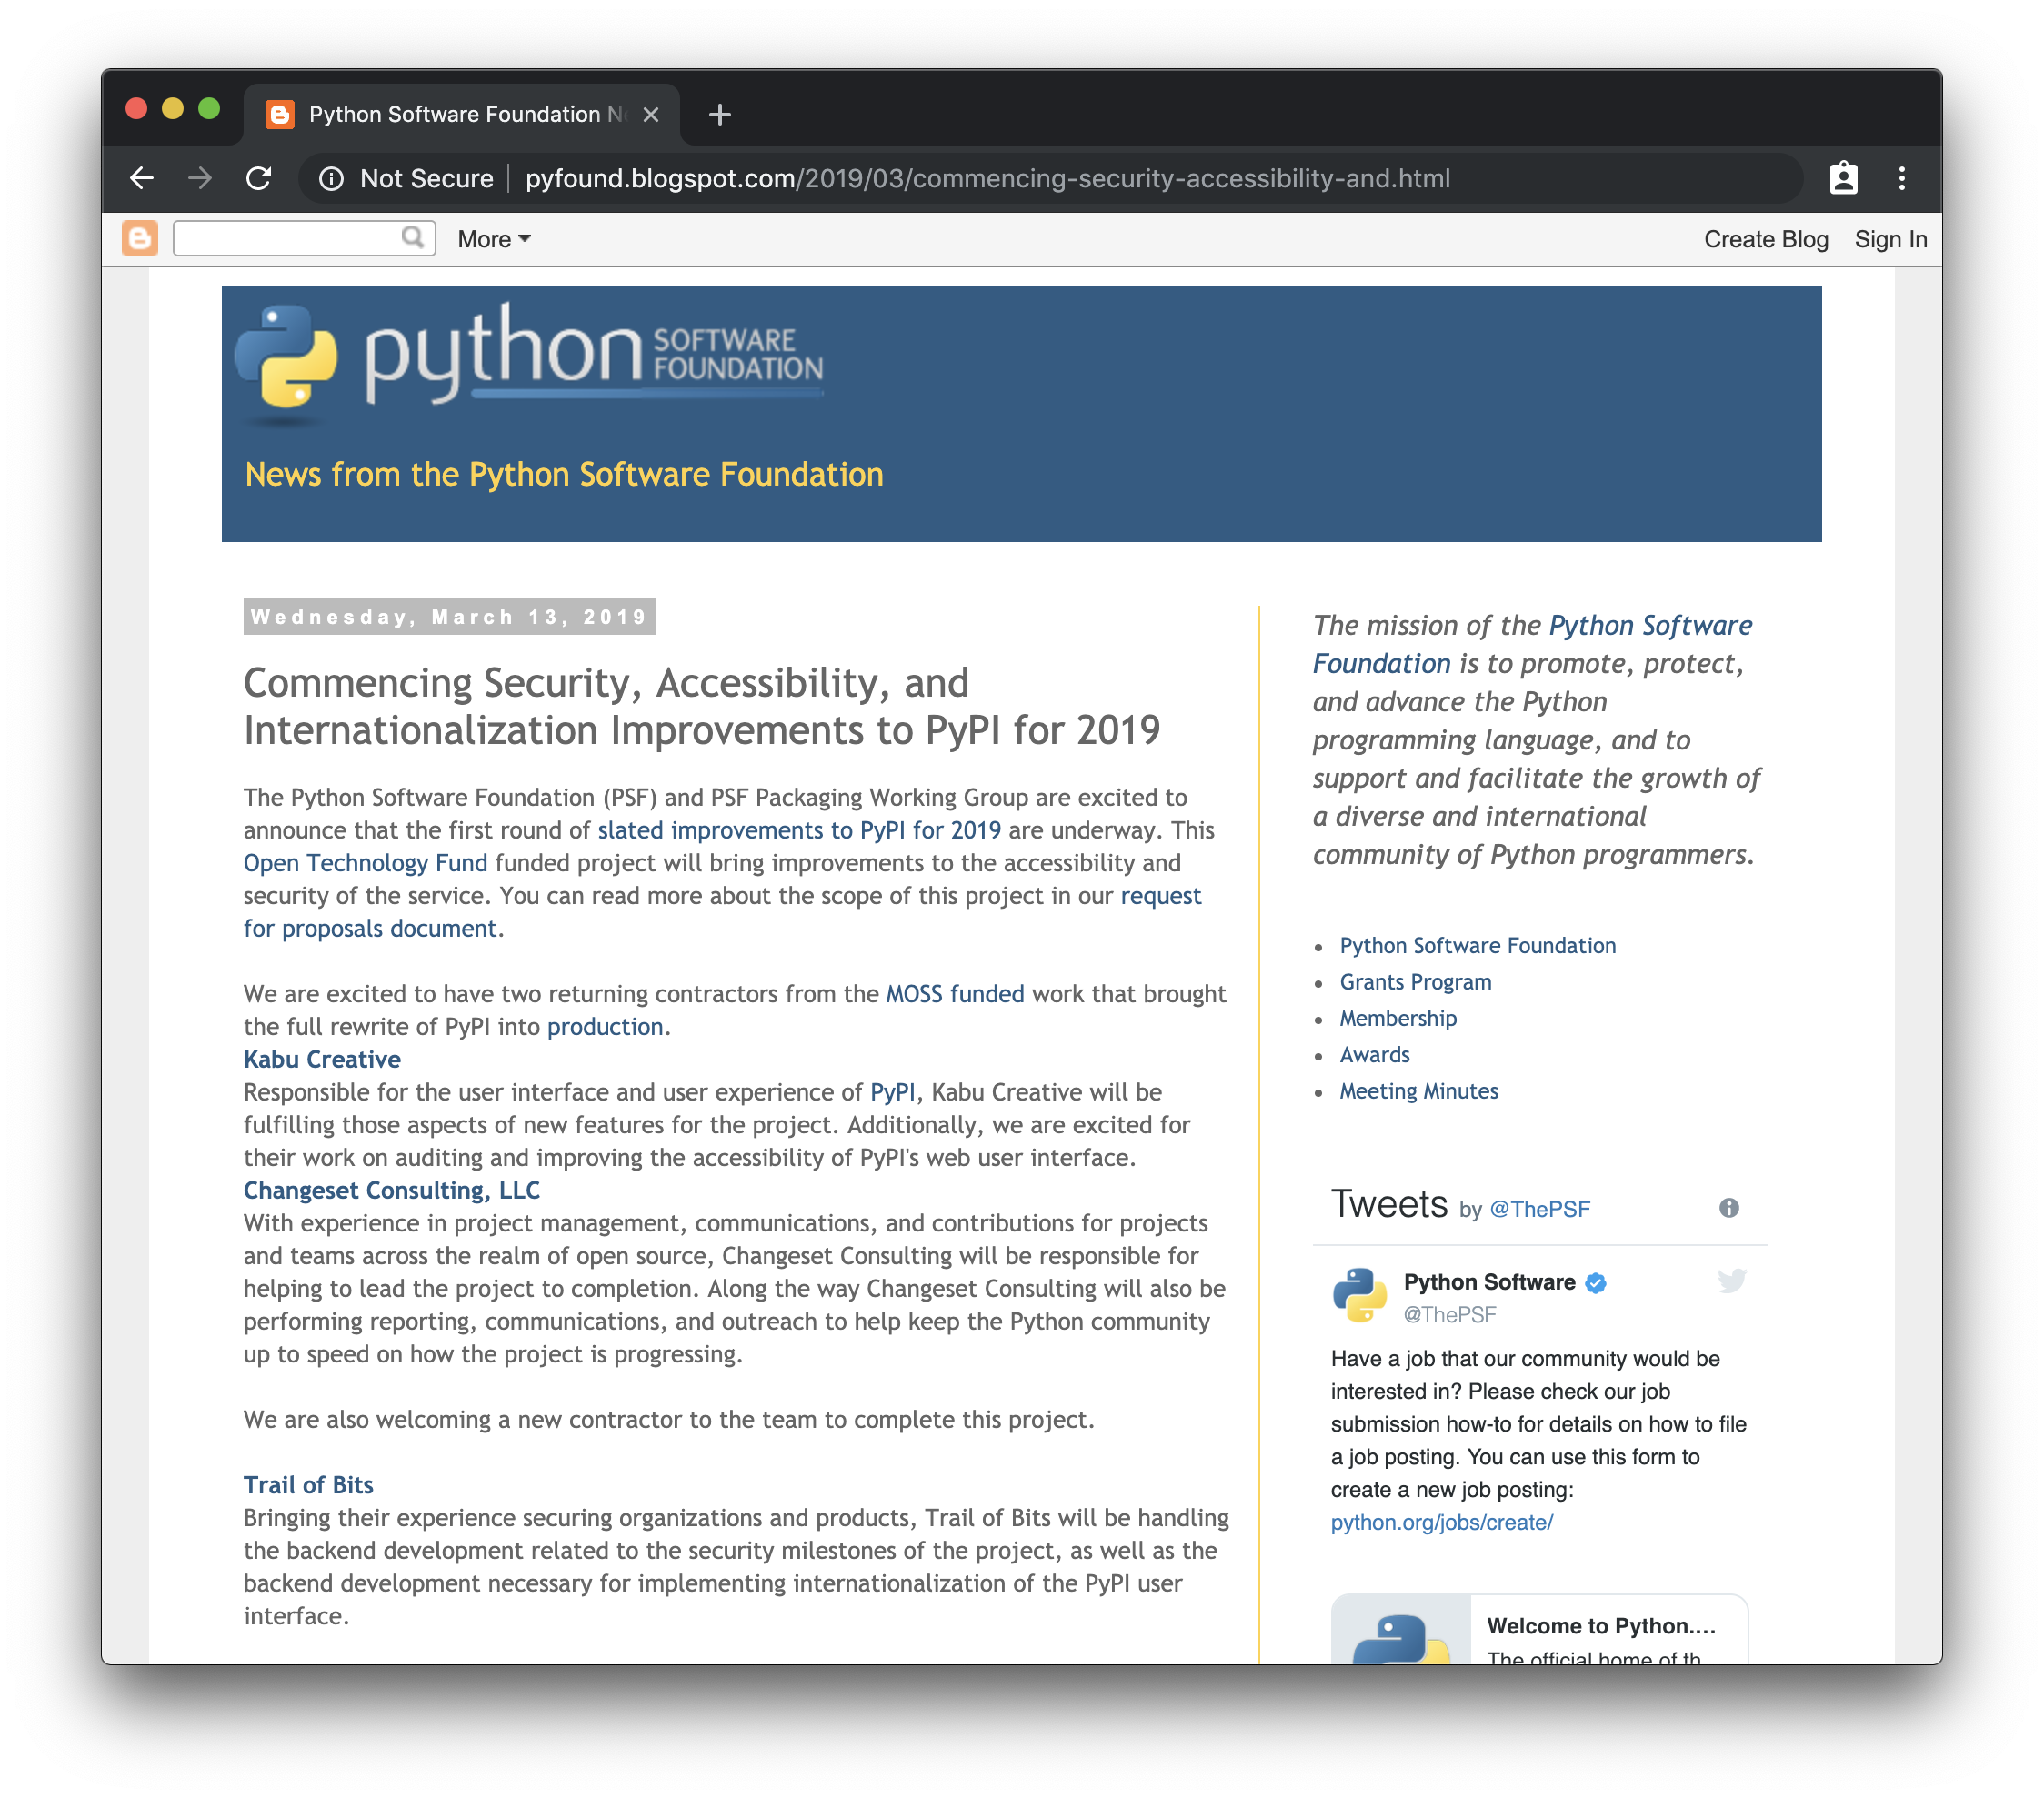 Python Software Foundation N
Not Secure pyfound.blogspot.com/2019/03/commencing-security-accessibility-and.html
More
Create Blog Sign In
python SOFTWARE FOUNDATION
News from the Python Software Foundation
Wednesday, March 13, 2019
Commencing Security, Accessibility, and
Internationalization Improvements to PyPI for 2019
The Python Software Foundation (PSF) and PSF Packaging Working Group are excited to
announce that the first round of slated improvements to PyPI for 2019 are underway. This
Open Technology Fund funded project will bring improvements to the accessibility and
security of the service. You can read more about the scope of this project in our request
for proposals document.
We are excited to have two returning contractors from the MOSS funded work that brought
the full rewrite of PyPI into production.
Kabu Creative
Responsible for the user interface and user experience of PyPI, Kabu Creative will be
fulfilling those aspects of new features for the project. Additionally, we are excited for
their work on auditing and improving the accessibility of PyPI's web user interface.
Changeset Consulting, LLC
With experience in project management, communications, and contributions for projects
and teams across the realm of open source, Changeset Consulting will be responsible for
helping to lead the project to completion. Along the way Changeset Consulting will also be
performing reporting, communications, and outreach to help keep the Python community
up to speed on how the project is progressing.
We are also welcoming a new contractor to the team to complete this project.
Trail of Bits
Bringing their experience securing organizations and products, Trail of Bits will be handling
the backend development related to the security milestones of the project, as well as the
backend development necessary for implementing internationalization of the PyPI user
interface.
The mission of the Python Software
Foundation is to promote, protect,
and advance the Python
programming language, and to
support and facilitate the growth of
a diverse and international
community of Python programmers.
Python Software Foundation
Grants Program
Membership
Awards
Meeting Minutes
Tweets by @ThePSF
Python Software
@ThePSF
Have a job that our community would be
interested in? Please check our job
submission how-to for details on how to file
a job posting. You can use this form to
create a new job posting:
python.org/jobs/create/
Welcome to Python....
The official home of th